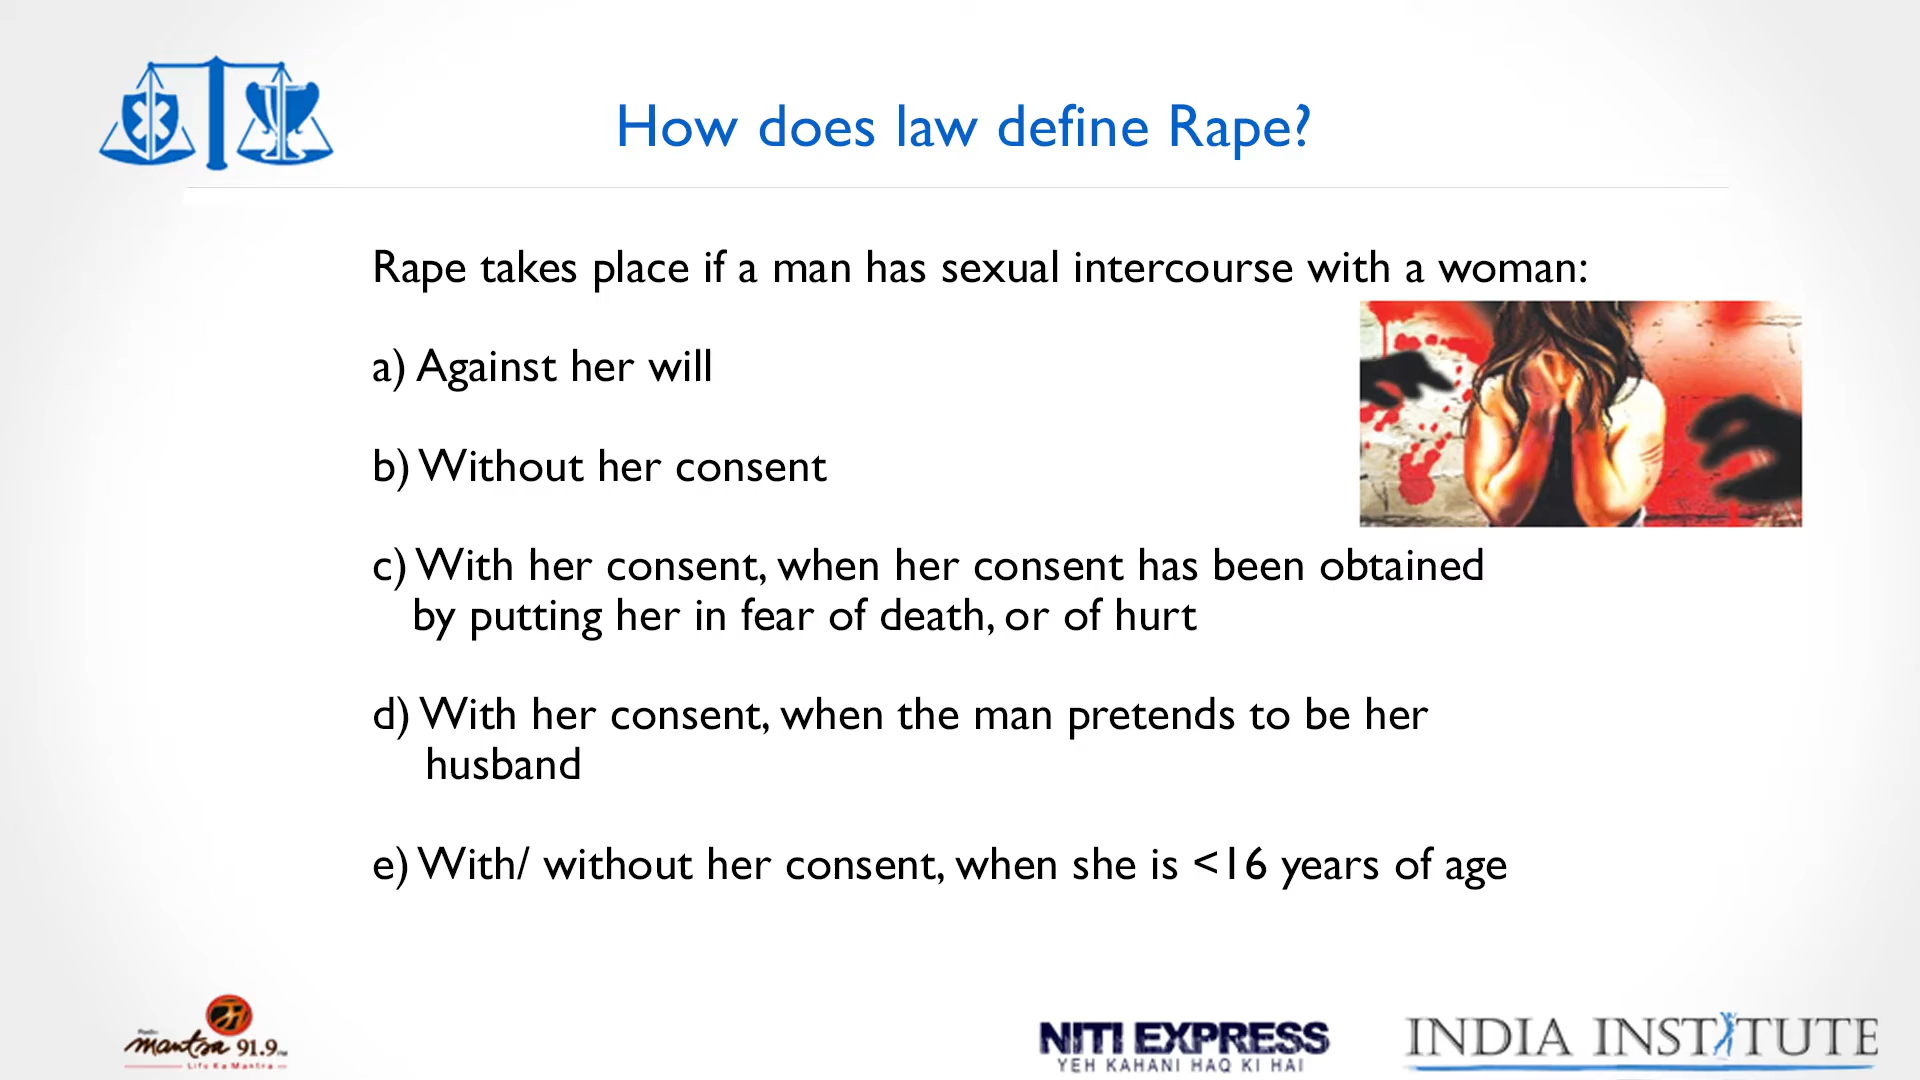 How does law define Rape?
Rape takes place if a man has sexual intercourse with a woman:
a) Against her will
b) Without her consent
c) With her consent, when her consent has been obtained
by putting her in fear of death, or of hurt
d) With her consent, when the man pretends to be her
husband
e) With/ without her consent, when she is <16 years of age
Mantra 91.9
Life Ka Mantra
NITI EXPRESS
YEH KAHANI HAQ KI HAI
INDIA INSTITUTE